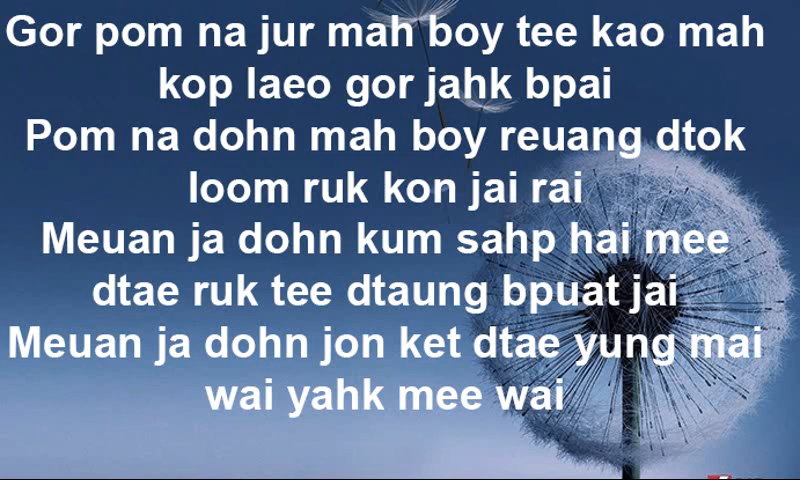 Gor pom na jur mah boy tee kao mah
kop laeo gor jahk bpai
Pom na dohn mah boy reuang dtok
loom ruk kon jai rai
Meuan ja dohn kum sahp hai mee
dtae ruk tee dtaung bpuat jai
Meuan ja dohn jon ket dtae yung mai
wai yahk mee wai